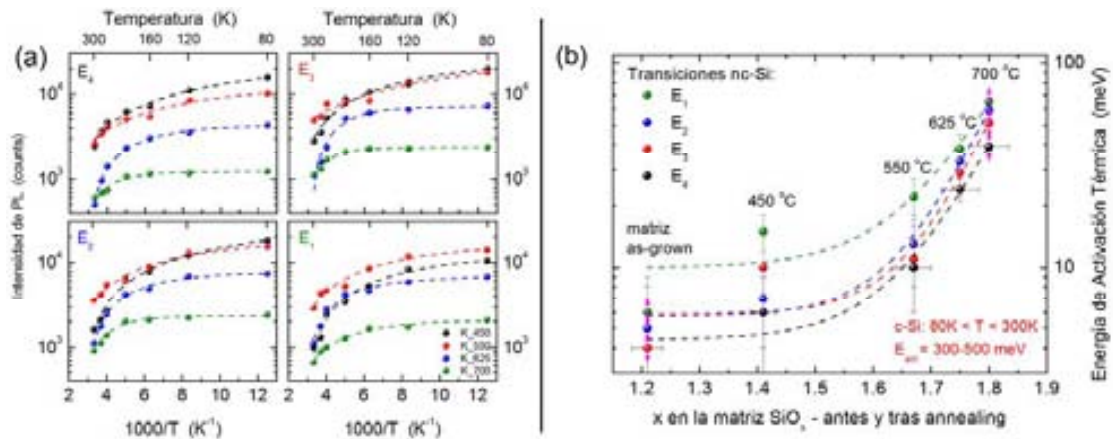 (a)
Temperatura (K)
300 160 120 80
Temperatura (K)
300 160 120 80
E4
E3
E2
E1
10^4
10^3
10^4
10^3
10^4
10^3
10^4
10^3
Intensidad de PL (counts)
K_450
K_550
K_625
K_700
2 4 6 8 10 12
2 4 6 8 10 12
1000/T (K-1)
1000/T (K-1)
(b)
Transiciones nc-Si:
E1
E2
E3
E4
700 °C
625 °C
550 °C
450 °C
matriz
as-grown
c-Si: 80K < T < 300K
= 300-500 meV
100
10
Energia de Activación Térmica (meV)
1.2 1.3 1.4 1.5 1.6 1.7 1.8 1.9
x en la matriz SiOx - antes y tras annealing